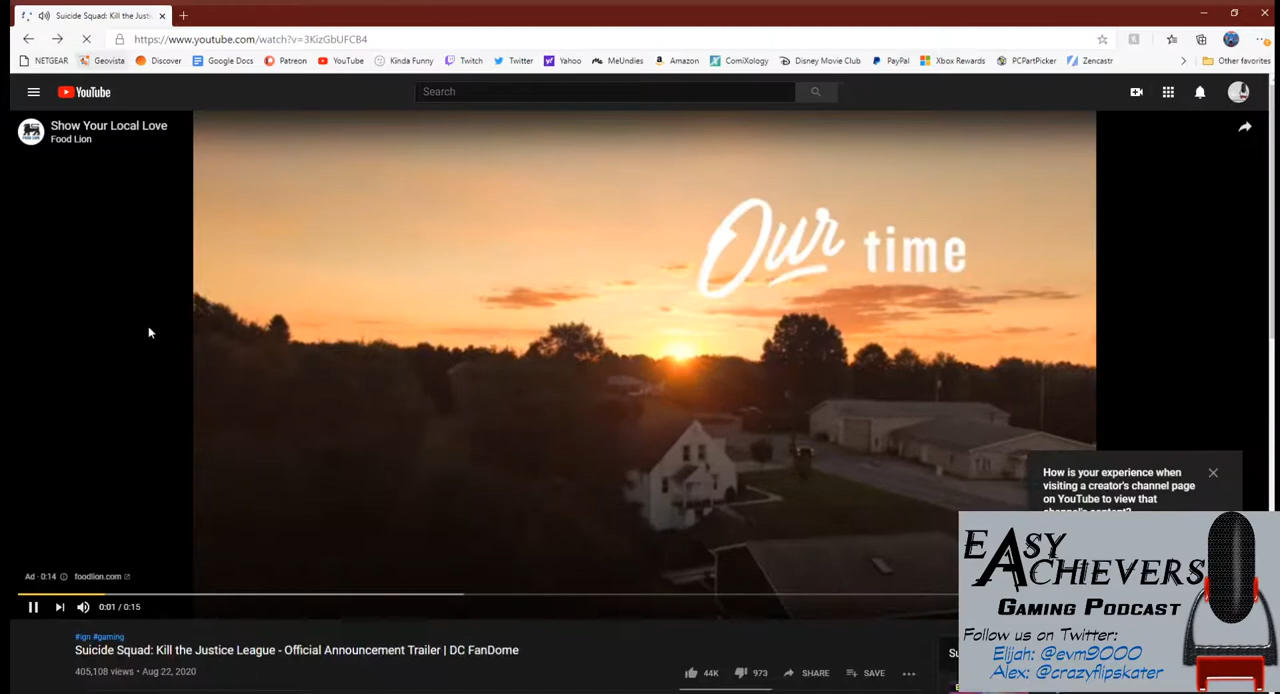 Suicide Squad: Kill the Justic
https://www.youtube.com/watch?v=3KizGbUFCB4
NETGEAR Geovista Discover Google Docs Patreon YouTube Kinda Funny Twitch Twitter Yahoo MeUndies Amazon ComiXology Disney Movie Club PayPal Xbox Rewards PCPartPicker Zencastr Other favorites
YouTube
Search
Show Your Local Love
Food Lion
Our time
How is your experience when
visiting a creator's channel page
on YouTube to view that
channel's content?
Ad · 0:14 foodlion.com
0:01 / 0:15
#ign #gaming
Suicide Squad: Kill the Justice League - Official Announcement Trailer | DC FanDome
405,108 views • Aug 22, 2020
44K 973 SHARE SAVE
Su
EASY ACHIEVERS
GAMING PODCAST
Follow us on Twitter:
Elijah: @evm9000
Alex: @crazyflipskater